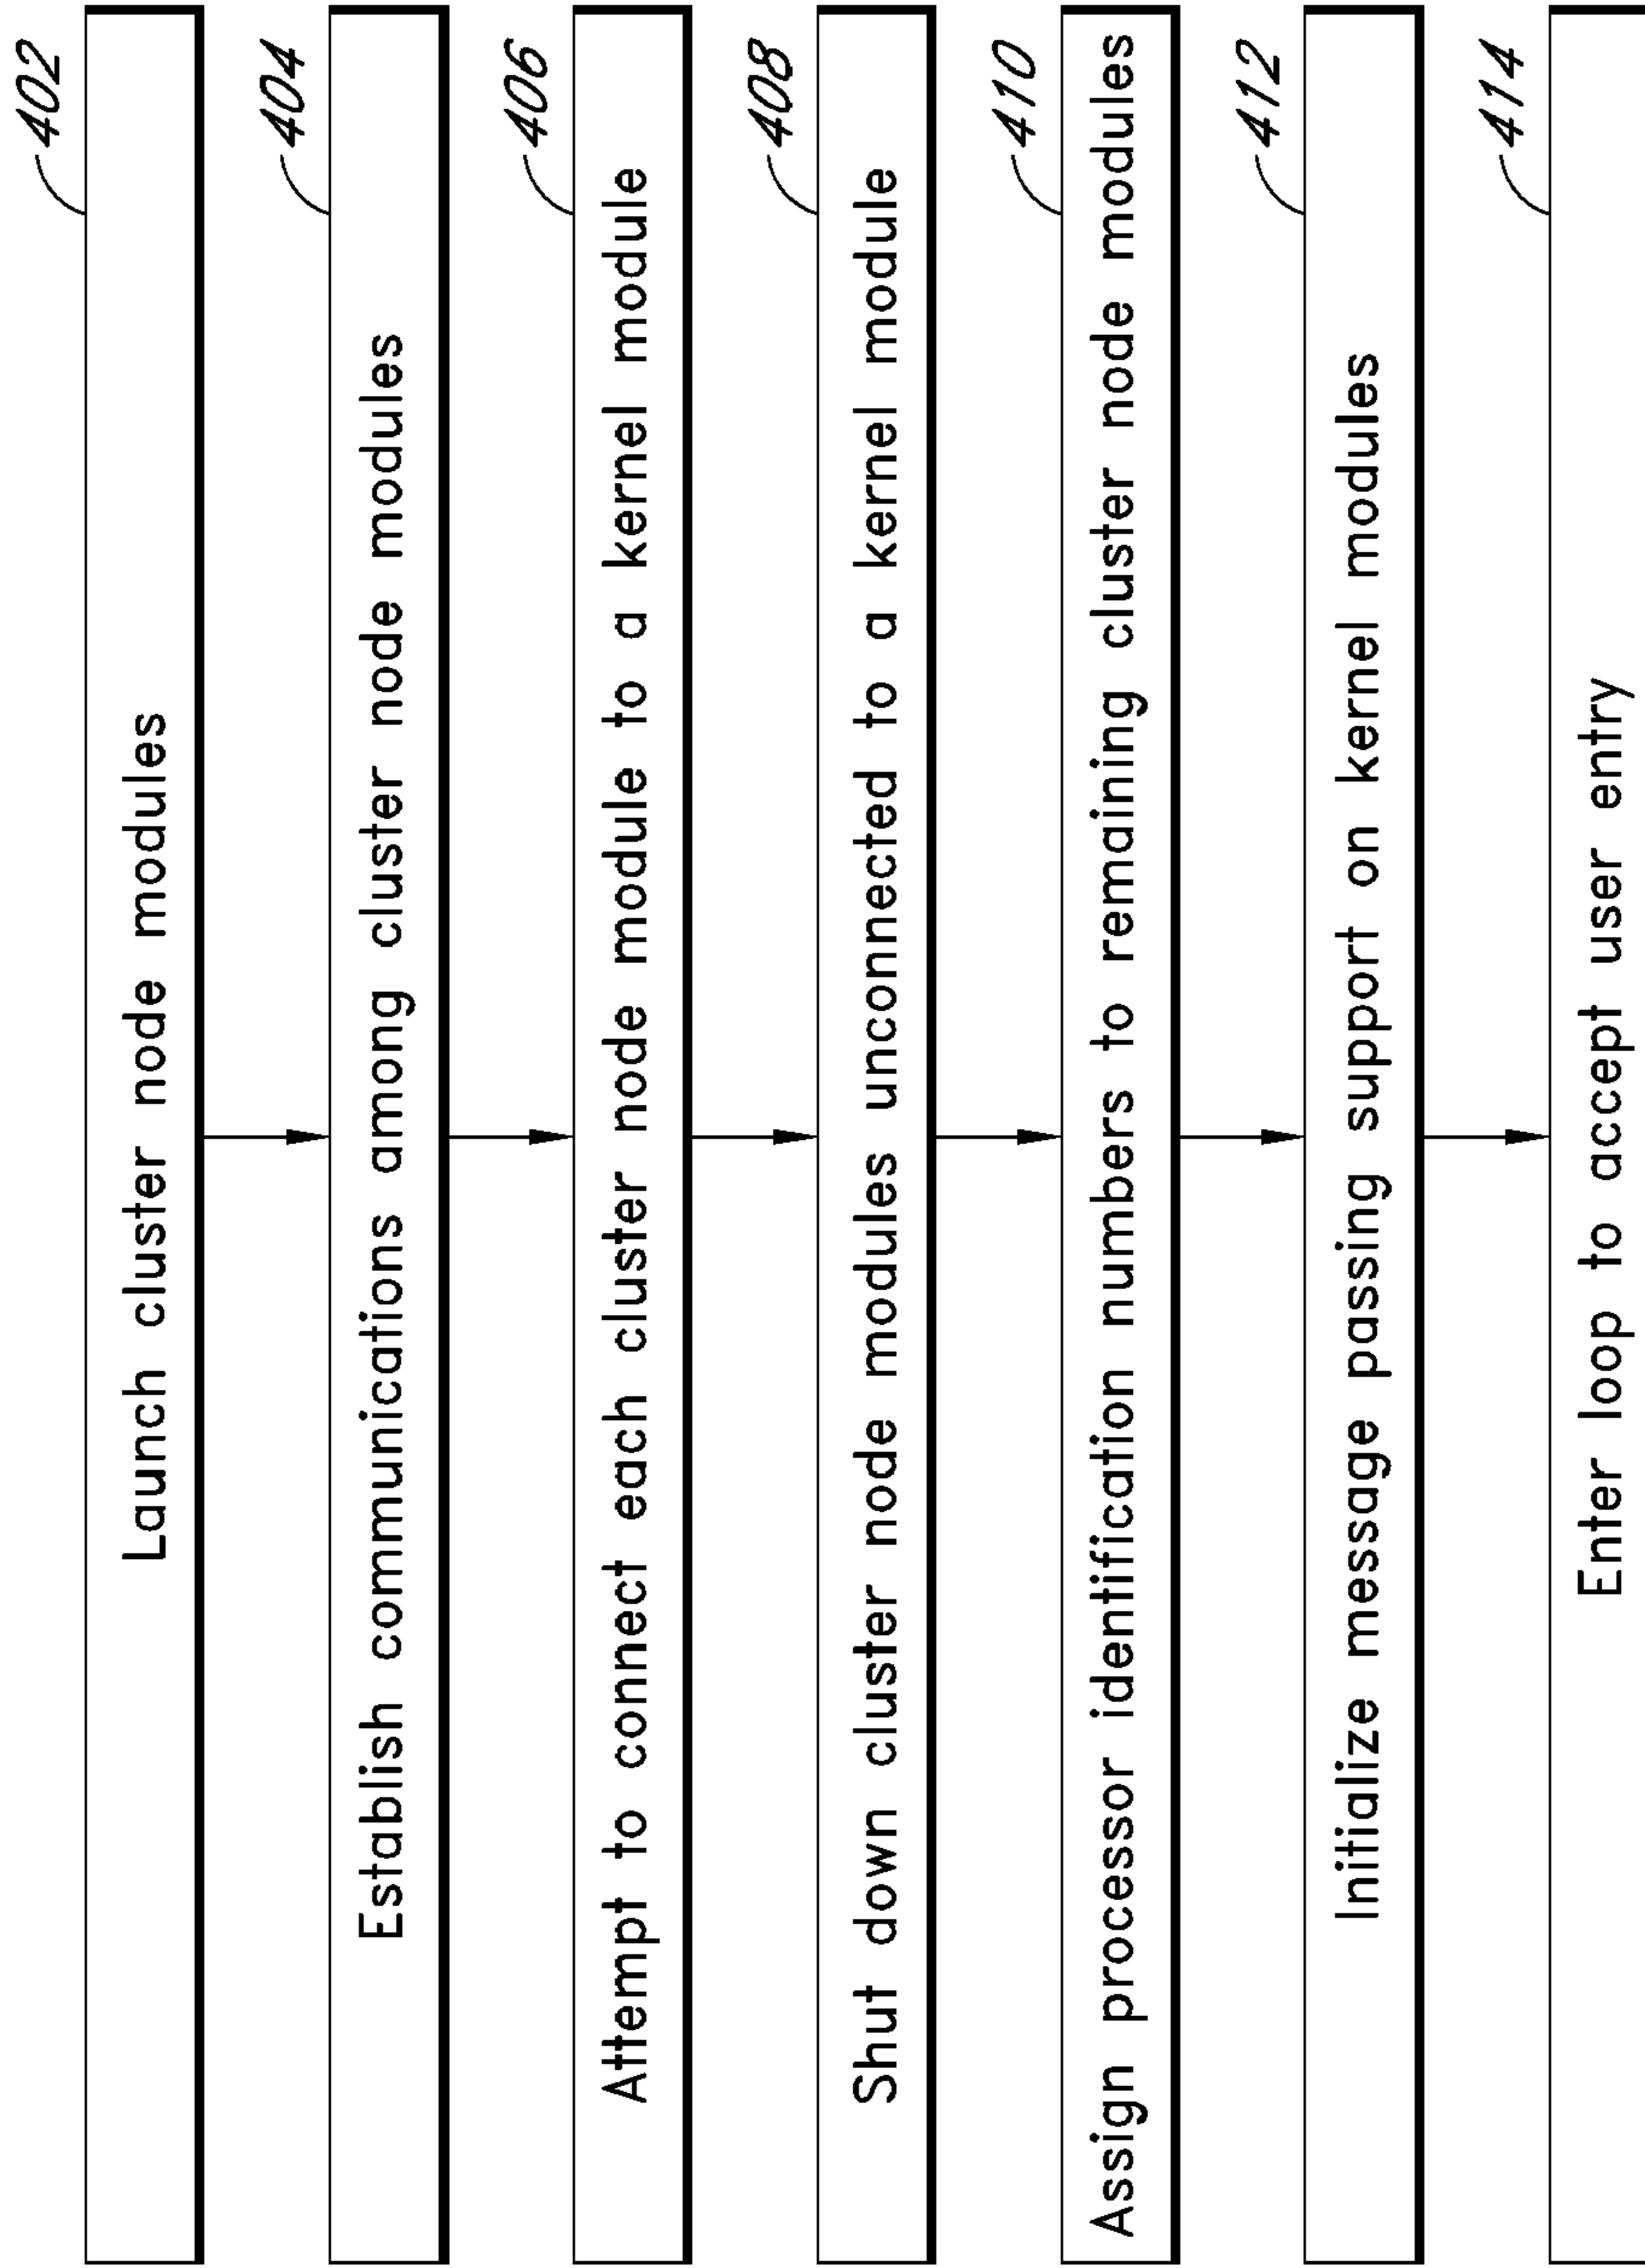 402
Launch cluster node modules
404
Establish communications among cluster node modules
406
Attempt to connect each cluster node module to a kernel module
408
Shut down cluster node modules unconnected to a kernel module
410
Assign processor identification numbers to remaining cluster node modules
412
Initialize message passing support on kernel modules
414
Enter loop to accept user entry